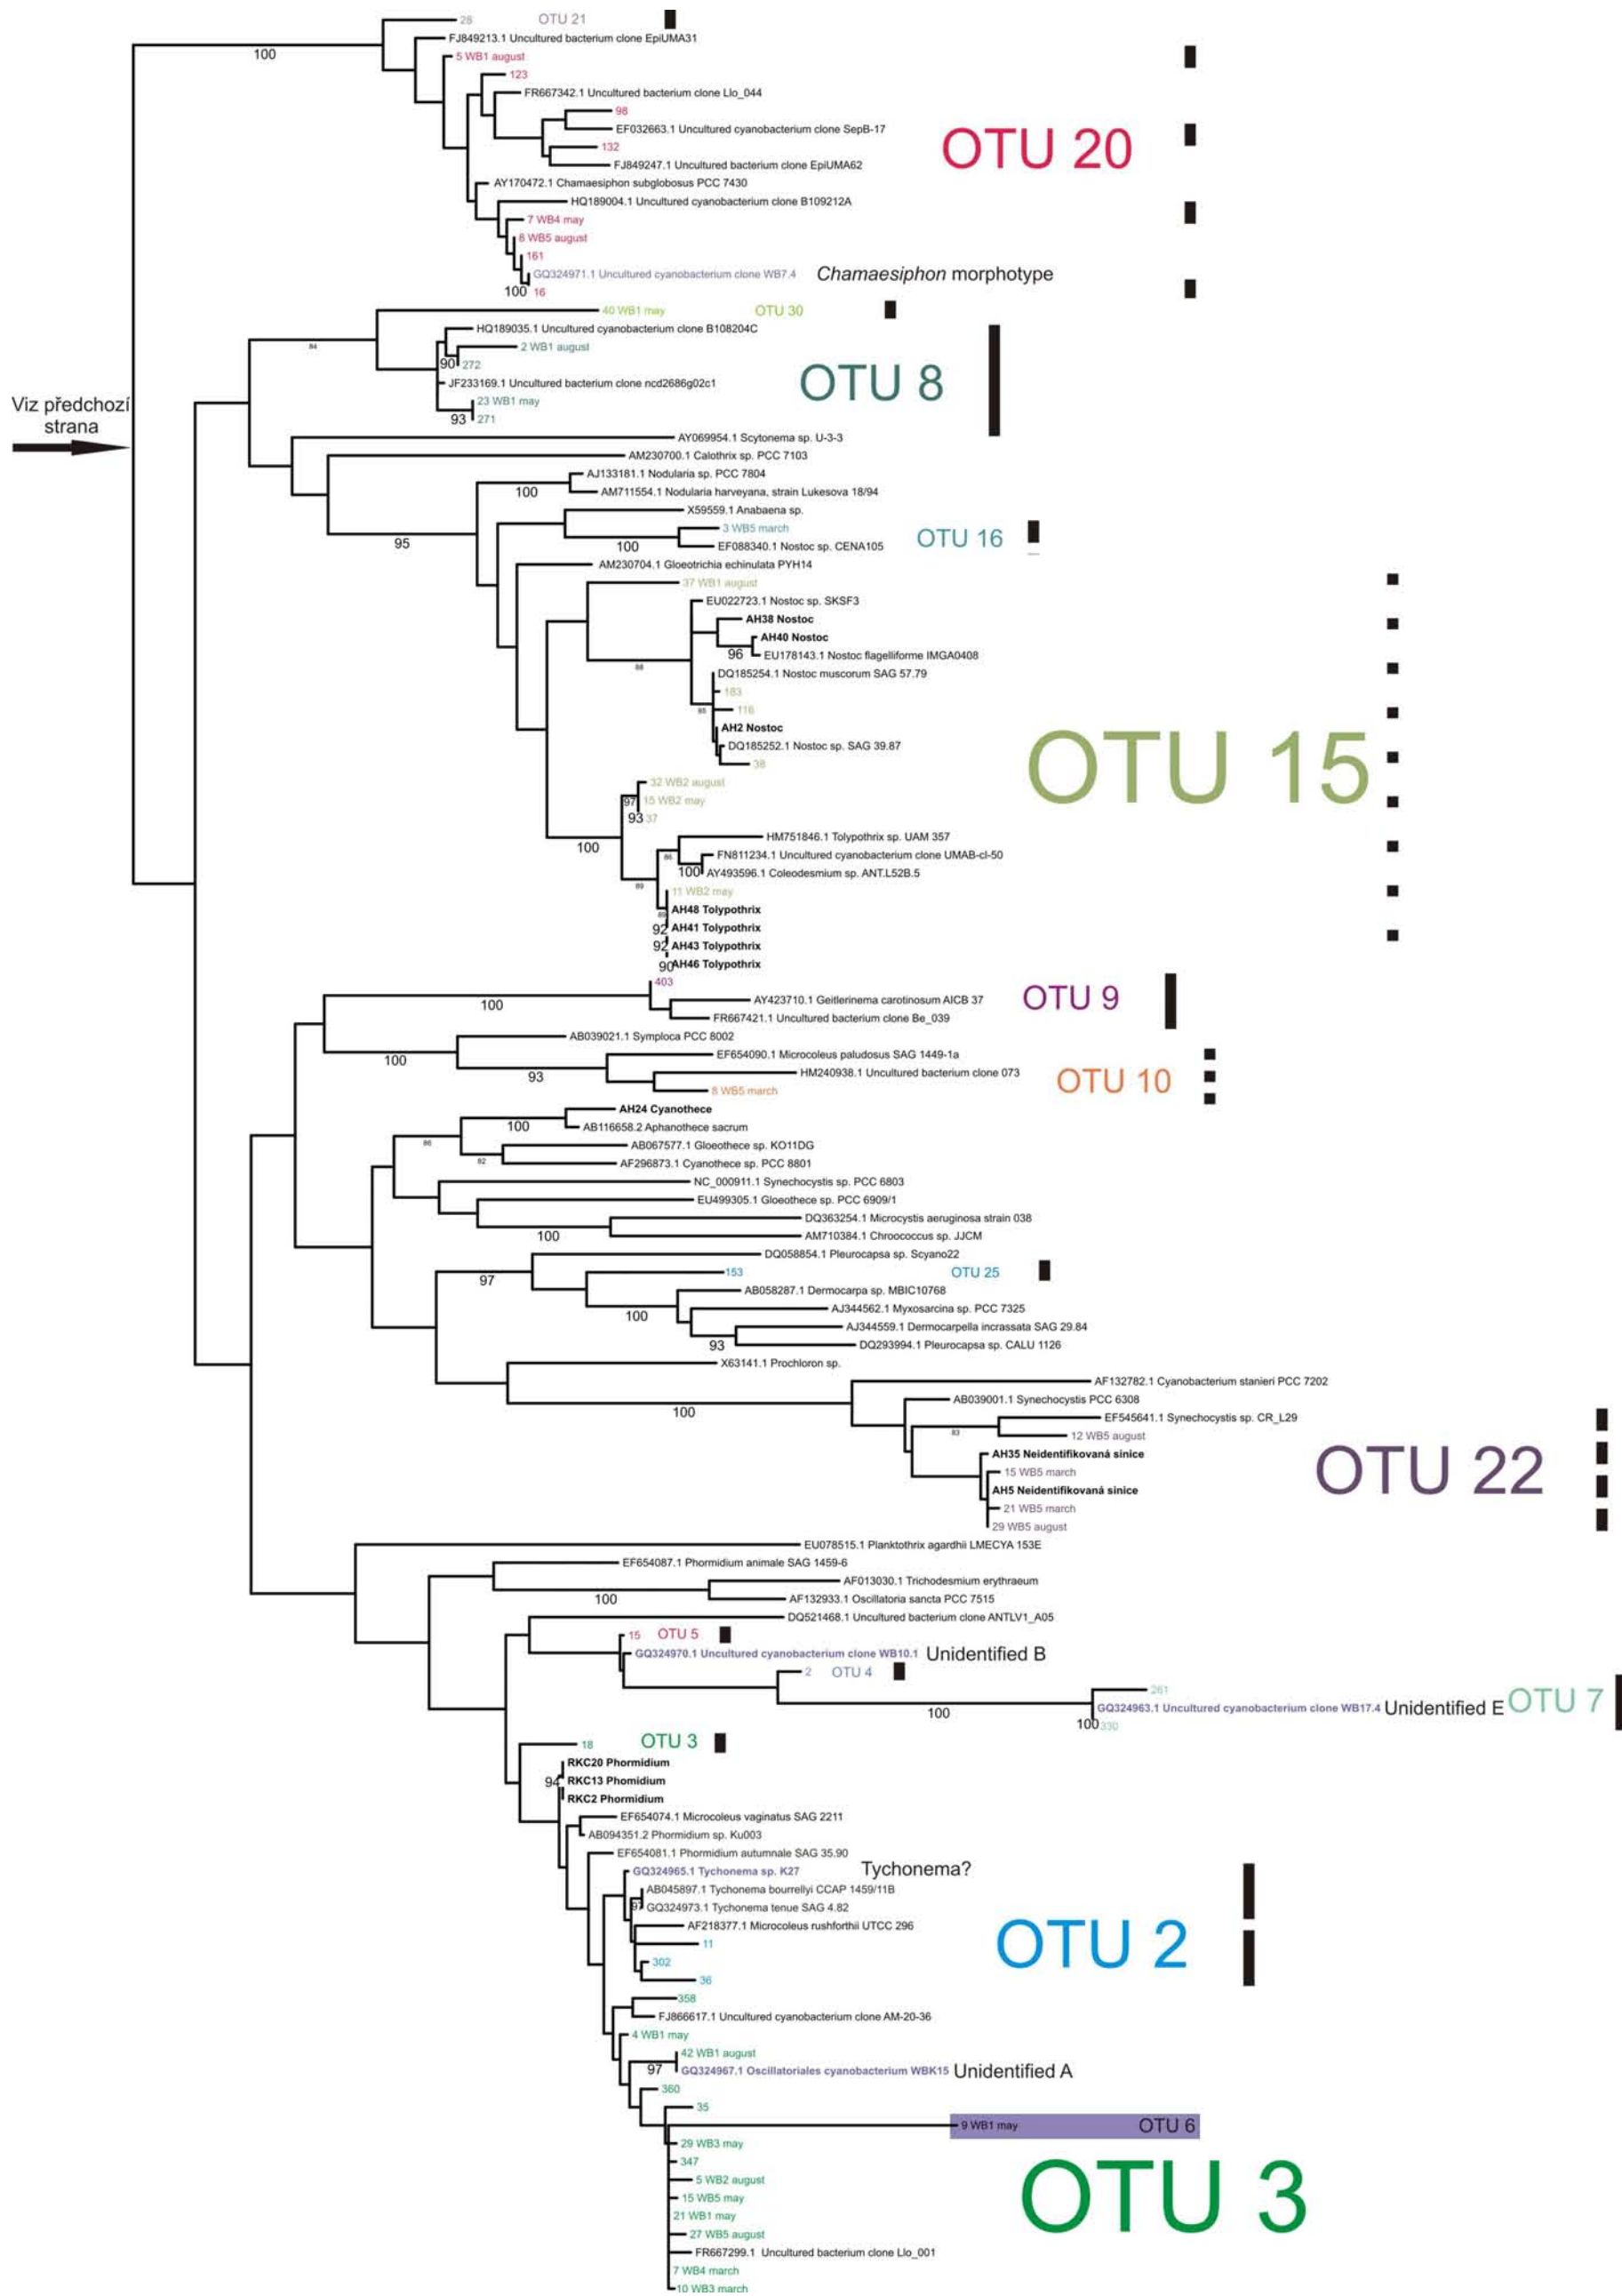 28 OTU 21
100
FJ849213.1 Uncultured bacterium clone EpiUMA31
5 WB1 august
123
FR667342.1 Uncultured bacterium clone Llo_044
98
EF032663.1 Uncultured cyanobacterium clone SepB-17
OTU 20
132
FJ849247.1 Uncultured bacterium clone EpiUMA62
AY170472.1 Chamaesiphon subglobosus PCC 7430
HQ189004.1 Uncultured cyanobacterium clone B109212A
7 WB4 may
8 WB5 august
161
GQ324971.1 Uncultured cyanobacterium clone WB7.4 Chamaesiphon morphotype
100 16
40 WB1 may OTU 30
HQ189035.1 Uncultured cyanobacterium clone B108204C
84
2 WB1 august
90 272
OTU 8
JF233169.1 Uncultured bacterium clone ncd2686g02c1
Viz předchozí
strana
23 WB1 may
93 271
AY069954.1 Scytonema sp. U-3-3
AM230700.1 Calothrix sp. PCC 7103
AJ133181.1 Nodularia sp. PCC 7804
100
AM711554.1 Nodularia harveyana, strain Lukesova 18/94
X59559.1 Anabaena sp.
3 WB5 march
OTU 16
95
100
EF088340.1 Nostoc sp. CENA105
AM230704.1 Gloeotrichia echinulata PYH14
37 WB1 august
EU022723.1 Nostoc sp. SKSF3
AH38 Nostoc
AH40 Nostoc
96 EU178143.1 Nostoc flagelliforme IMGA0408
88
DQ185254.1 Nostoc muscorum SAG 57.79
183
85
116
AH2 Nostoc
DQ185252.1 Nostoc sp. SAG 39.87
38
OTU 15
32 WB2 august
97 15 WB2 may
93 37
HM751846.1 Tolypothrix sp. UAM 357
100
86 FN811234.1 Uncultured cyanobacterium clone UMAB-cl-50
100 AY493596.1 Coleodesmium sp. ANT.L52B.5
89
11 WB2 may
89 AH48 Tolypothrix
92 AH41 Tolypothrix
92 AH43 Tolypothrix
90 AH46 Tolypothrix
403
100
AY423710.1 Geitlerinema carotinosum AICB 37
OTU 9
FR667421.1 Uncultured bacterium clone Be_039
AB039021.1 Symploca PCC 8002
100
EF654090.1 Microcoleus paludosus SAG 1449-1a
93
HM240938.1 Uncultured bacterium clone 073
OTU 10
8 WB5 march
AH24 Cyanothece
100
AB116658.2 Aphanothece sacrum
86
AB067577.1 Gloeothece sp. KO11DG
82
AF296873.1 Cyanothece sp. PCC 8801
NC_000911.1 Synechocystis sp. PCC 6803
EU499305.1 Gloeothece sp. PCC 6909/1
DQ363254.1 Microcystis aeruginosa strain 038
100
AM710384.1 Chroococcus sp. JJCM
DQ058854.1 Pleurocapsa sp. Scyano22
97
153 OTU 25
AB058287.1 Dermocarpa sp. MBIC10768
100
AJ344562.1 Myxosarcina sp. PCC 7325
AJ344559.1 Dermocarpella incrassata SAG 29.84
93
DQ293994.1 Pleurocapsa sp. CALU 1126
X63141.1 Prochloron sp.
AF132782.1 Cyanobacterium stanieri PCC 7202
AB039001.1 Synechocystis PCC 6308
100
EF545641.1 Synechocystis sp. CR_L29
83
12 WB5 august
AH35 Neidentifikovaná sinice
15 WB5 march
OTU 22
AH5 Neidentifikovaná sinice
21 WB5 march
29 WB5 august
EU078515.1 Planktothrix agardhii LMECYA 153E
EF654087.1 Phormidium animale SAG 1459-6
AF013030.1 Trichodesmium erythraeum
100
AF132933.1 Oscillatoria sancta PCC 7515
DQ521468.1 Uncultured bacterium clone ANTLV1_A05
15 OTU 5
GQ324970.1 Uncultured cyanobacterium clone WB10.1 Unidentified B
2 OTU 4
261
GQ324963.1 Uncultured cyanobacterium clone WB17.4 Unidentified E OTU 7
100
100 330
18 OTU 3
RKC20 Phormidium
94 RKC13 Phomidium
RKC2 Phormidium
EF654074.1 Microcoleus vaginatus SAG 2211
AB094351.2 Phormidium sp. Ku003
EF654081.1 Phormidium autumnale SAG 35.90
GQ324965.1 Tychonema sp. K27 Tychonema?
AB045897.1 Tychonema bourrellyi CCAP 1459/11B
97 GQ324973.1 Tychonema tenue SAG 4.82
AF218377.1 Microcoleus rushforthii UTCC 296
11
OTU 2
302
36
358
FJ866617.1 Uncultured cyanobacterium clone AM-20-36
4 WB1 may
42 WB1 august
97 GQ324967.1 Oscillatoriales cyanobacterium WBK15 Unidentified A
360
35
9 WB1 may OTU 6
29 WB3 may
347
5 WB2 august
15 WB5 may
OTU 3
21 WB1 may
27 WB5 august
FR667299.1 Uncultured bacterium clone Llo_001
7 WB4 march
10 WB3 march